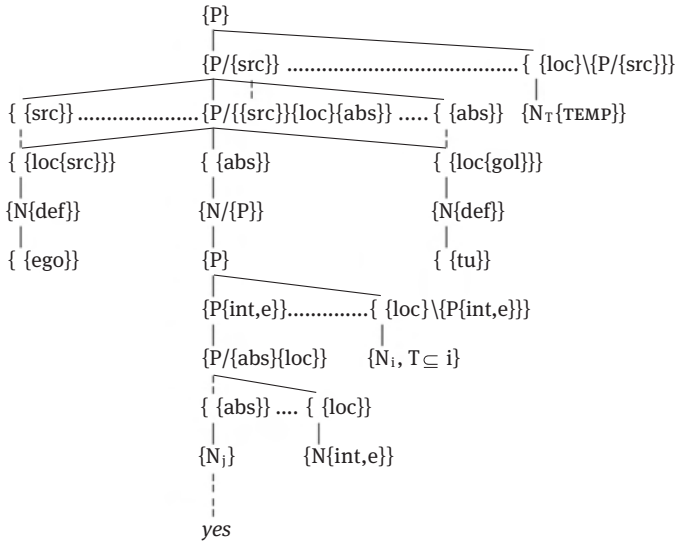 {P}
{P/{src}} ....................................... { {loc}\{P/{src}}}
{ {src}} ..................... {P/{{src}}{loc}{abs}} ..... { {abs}} {N_T{TEMP}}
{ {loc{src}}} { {abs}} { {loc{gol}}}
{N{def}} {N/{P}} {N{def}}
{ {ego}} {P} { {tu}}
{P{int,e}} .............. { {loc}\{P{int,e}}}
{P/{abs}{loc}} {N_i, T ⊆ i}
{ {abs}} .... { {loc}}
{N_j} {N{int,e}}
yes